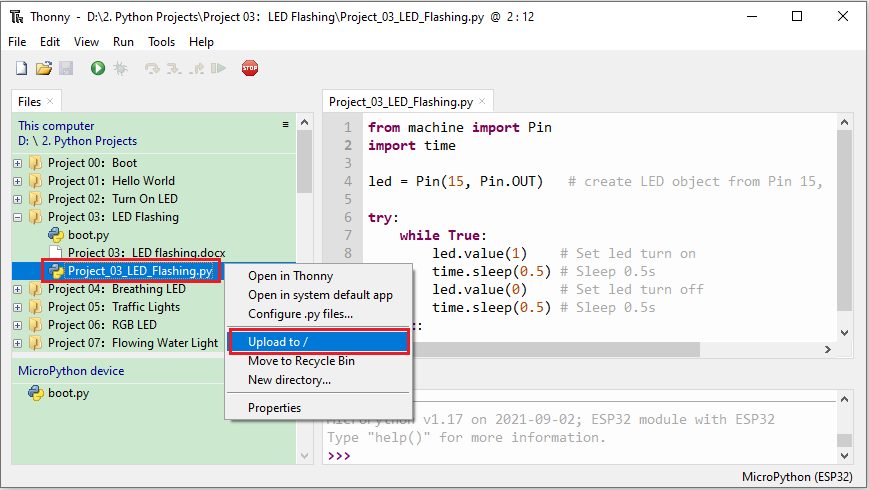 Thonny - D:\2. Python Projects\Project 03: LED Flashing\Project_03_LED_Flashing.py @ 2 : 12
File Edit View Run Tools Help
STOP
Files
This computer
D: \ 2. Python Projects
Project 00: Boot
Project 01: Hello World
Project 02: Turn On LED
Project 03: LED Flashing
boot.py
Project 03: LED flashing.docx
Project_03_LED_Flashing.py
Project 04: Breathing LED
Project 05: Traffic Lights
Project 06: RGB LED
Project 07: Flowing Water Light
MicroPython device
boot.py
Open in Thonny
Open in system default app
Configure .py files...
Upload to /
Move to Recycle Bin
New directory...
Properties
Project_03_LED_Flashing.py
1 from machine import Pin
2 import time
3
4 led = Pin(15, Pin.OUT) # create LED object from Pin 15,
5
6 try:
7 while True:
8 led.value(1) # Set led turn on
time.sleep(0.5) # Sleep 0.5s
led.value(0) # Set led turn off
time.sleep(0.5) # Sleep 0.5s
:
MicroPython v1.17 on 2021-09-02; ESP32 module with ESP32
Type "help()" for more information.
>>>
MicroPython (ESP32)